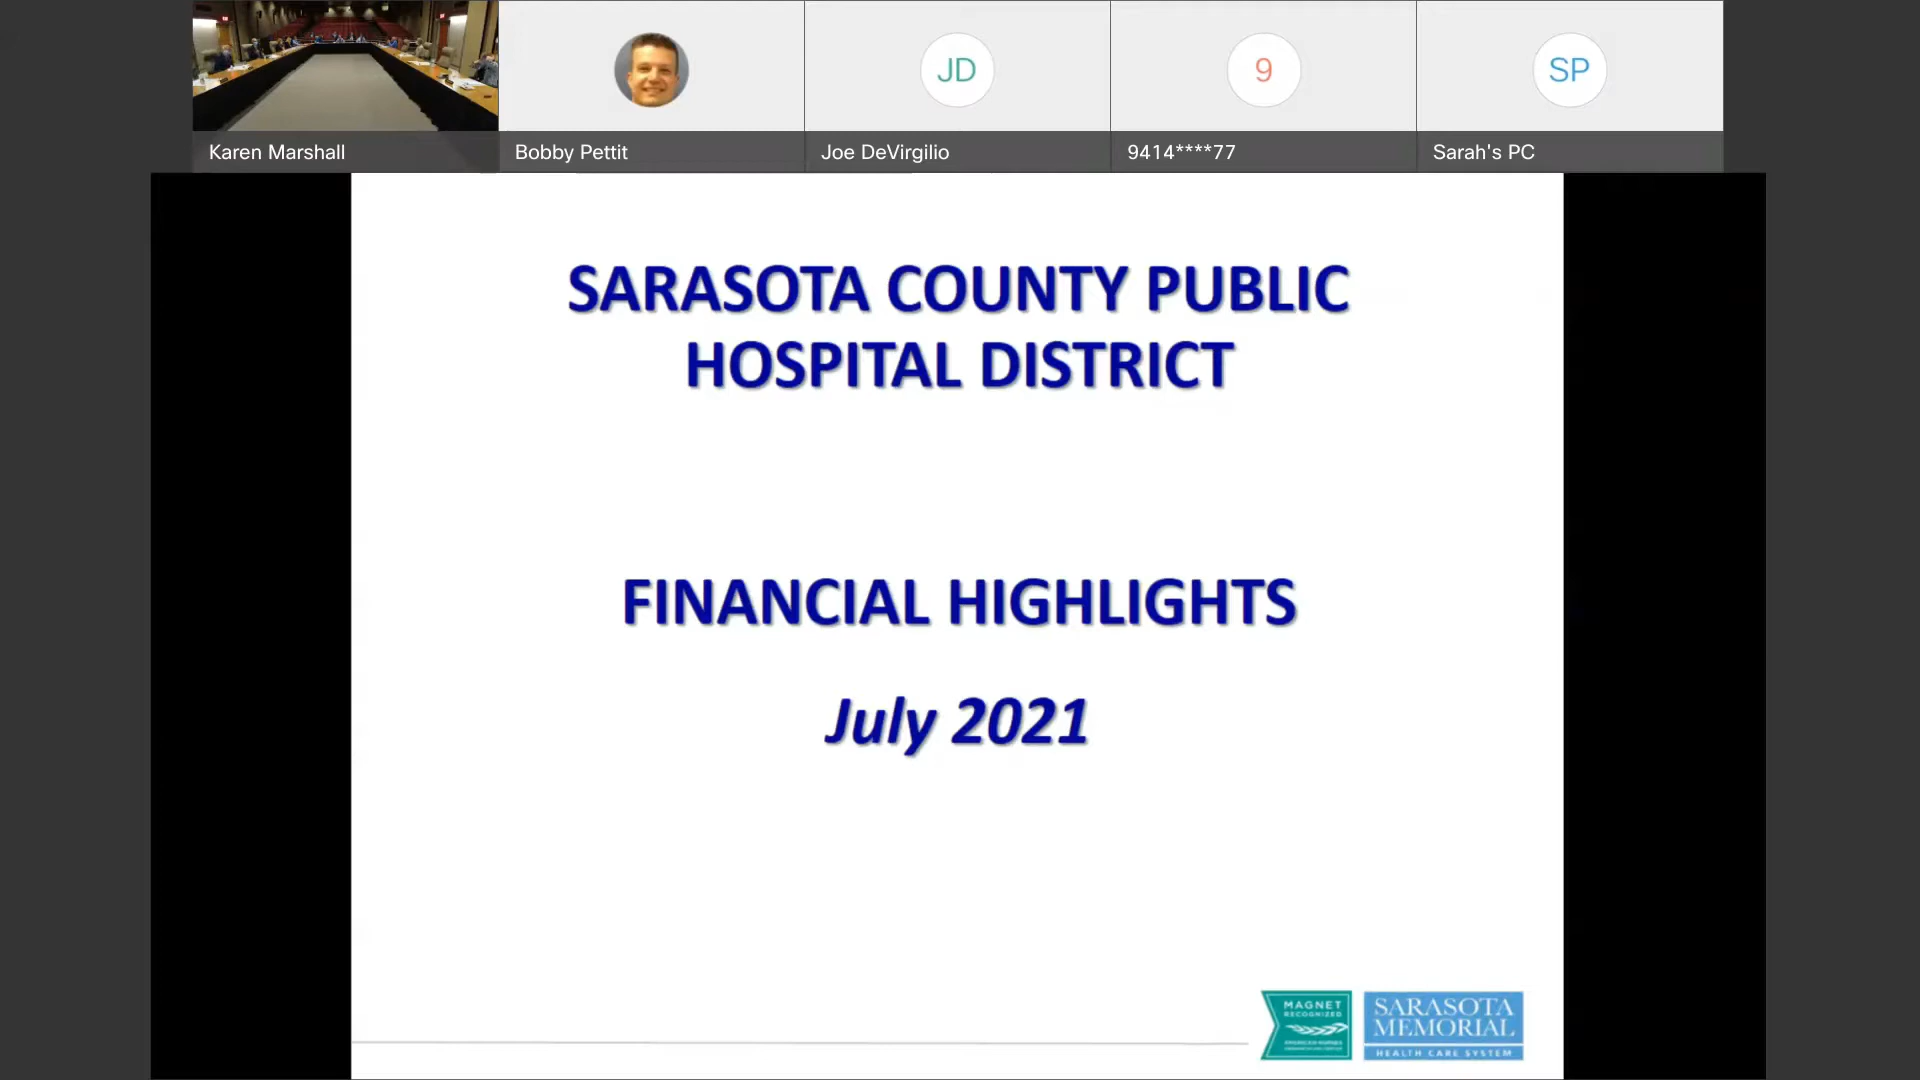 JD
9
SP
Karen Marshall
Bobby Pettit
Joe DeVirgilio
9414****77
Sarah's PC
SARASOTA COUNTY PUBLIC
HOSPITAL DISTRICT
FINANCIAL HIGHLIGHTS
July 2021
MAGNET
RECOGNIZED
SARASOTA
MEMORIAL
HEALTH CARE SYSTEM